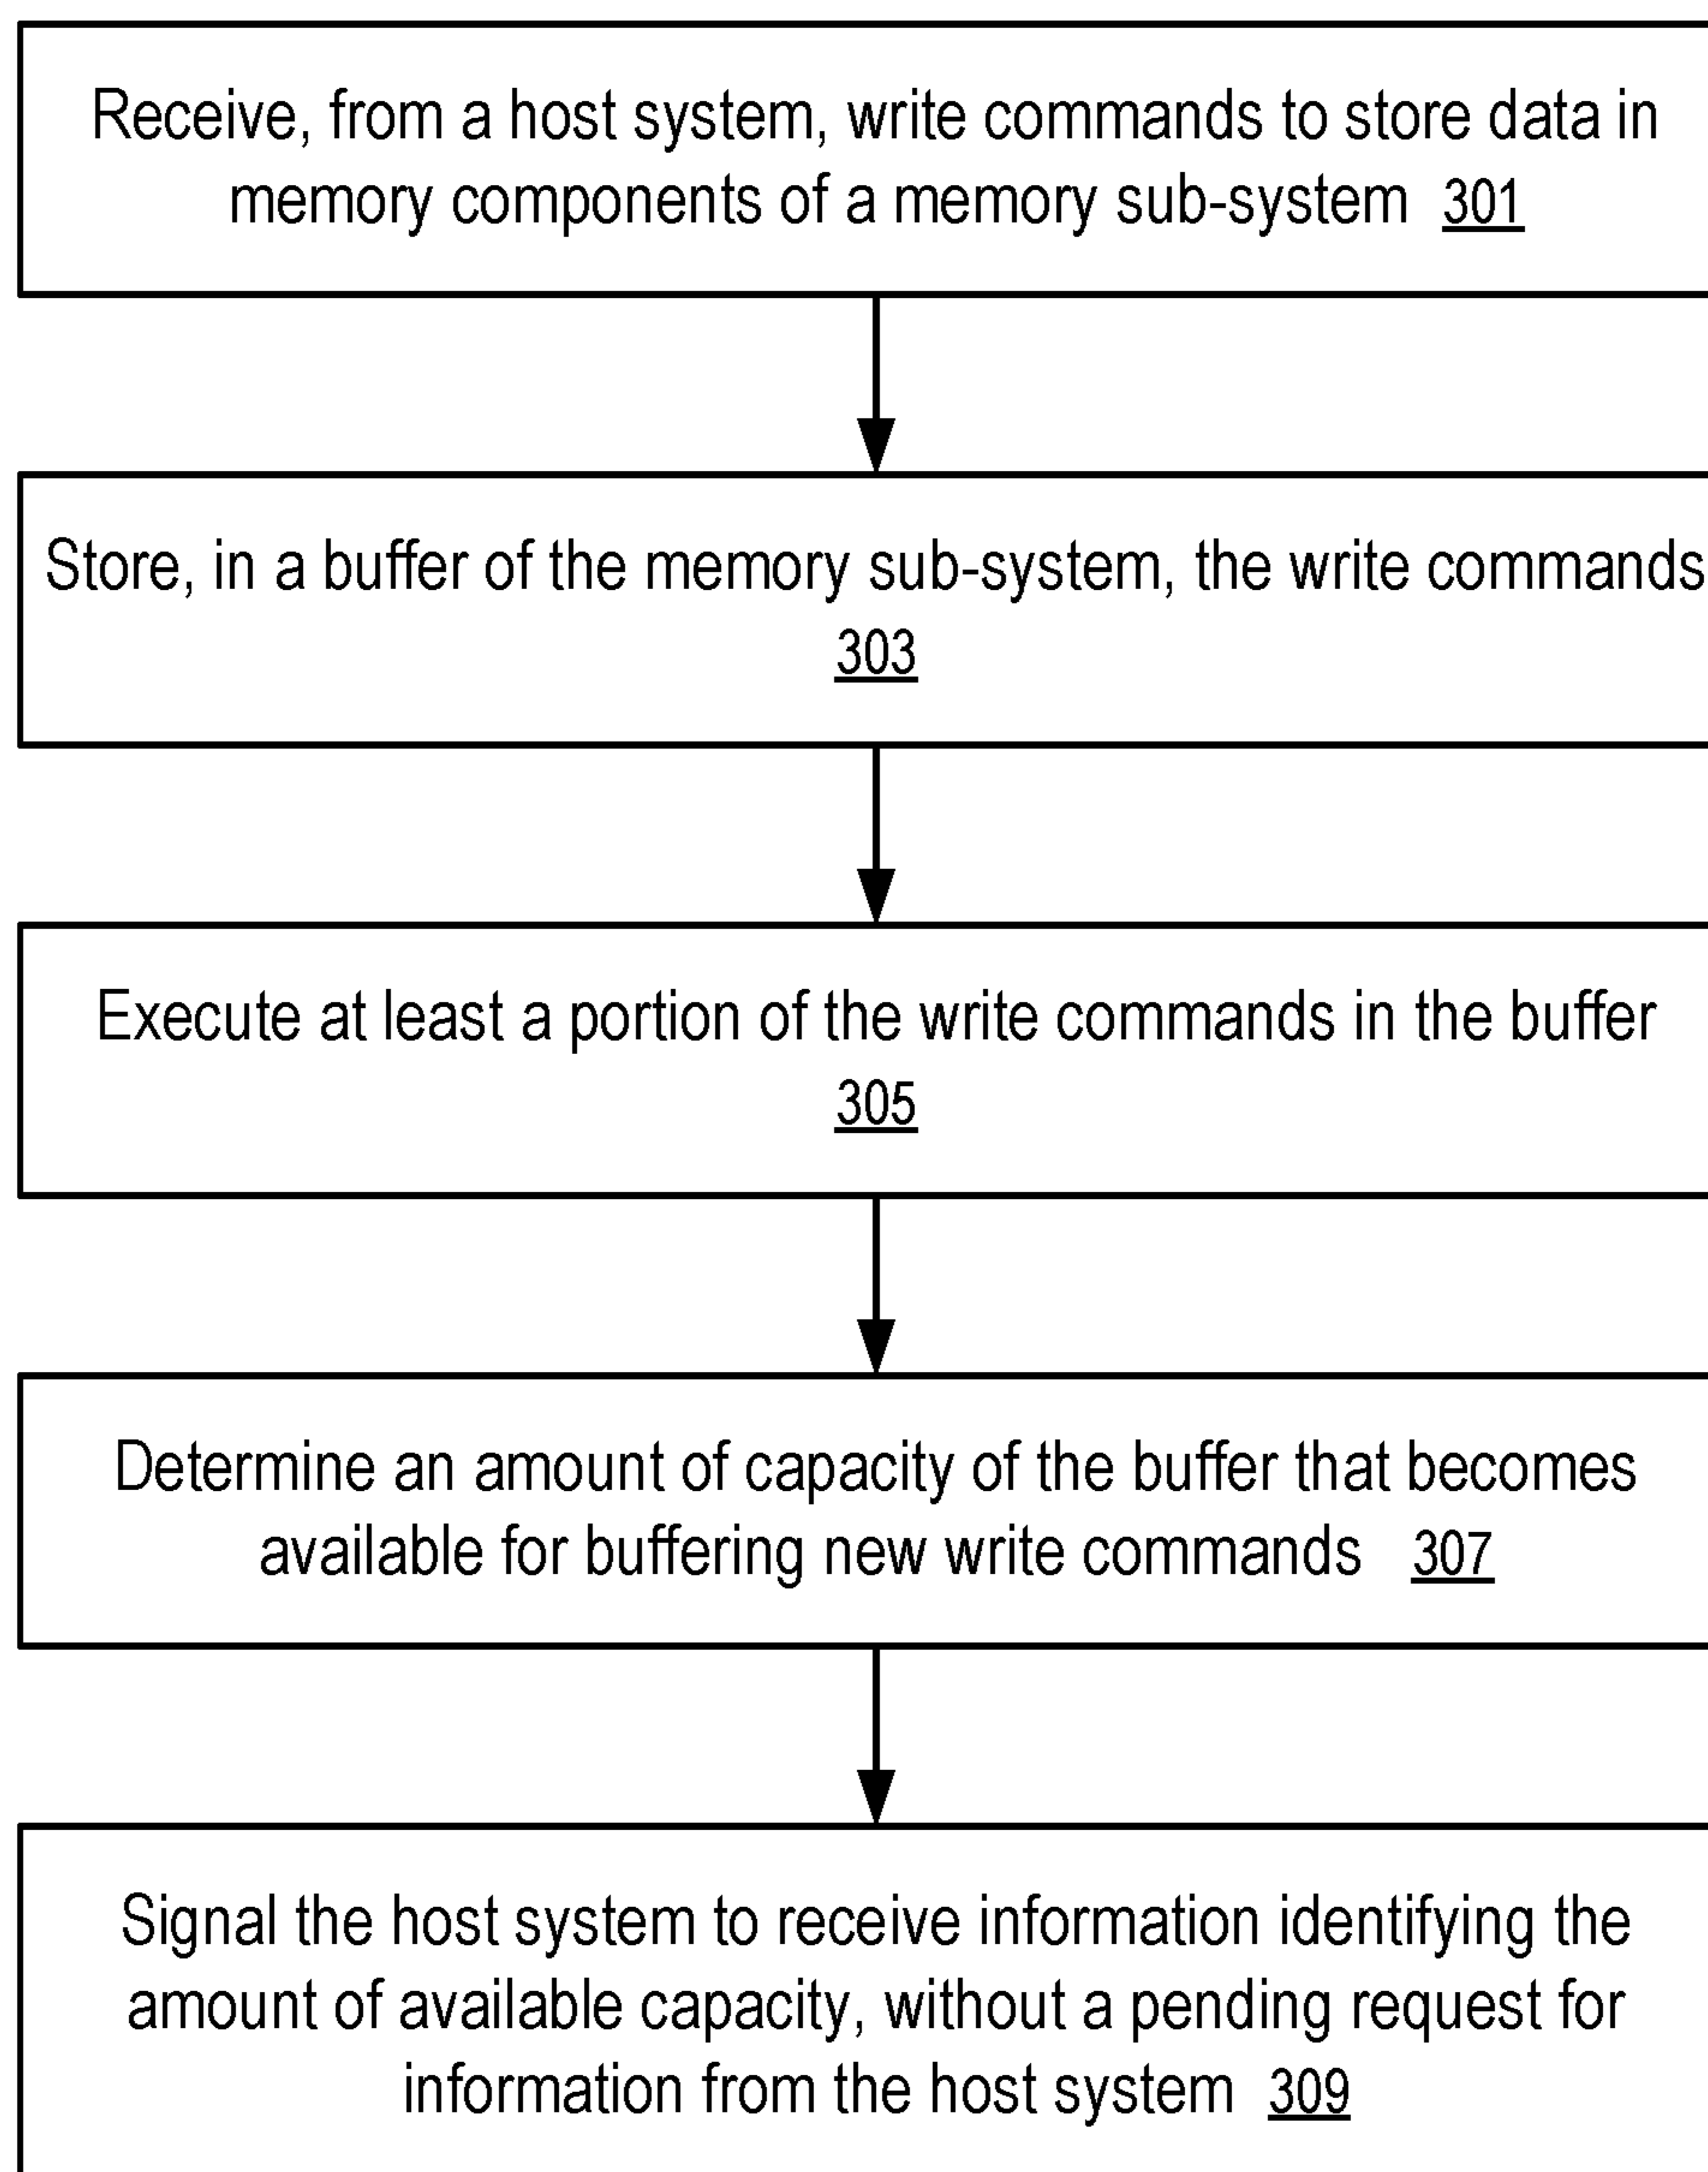 Receive, from a host system, write commands to store data in
memory components of a memory sub-system 301
Store, in a buffer of the memory sub-system, the write commands
303
Execute at least a portion of the write commands in the buffer
305
Determine an amount of capacity of the buffer that becomes
available for buffering new write commands 307
Signal the host system to receive information identifying the
amount of available capacity, without a pending request for
information from the host system 309